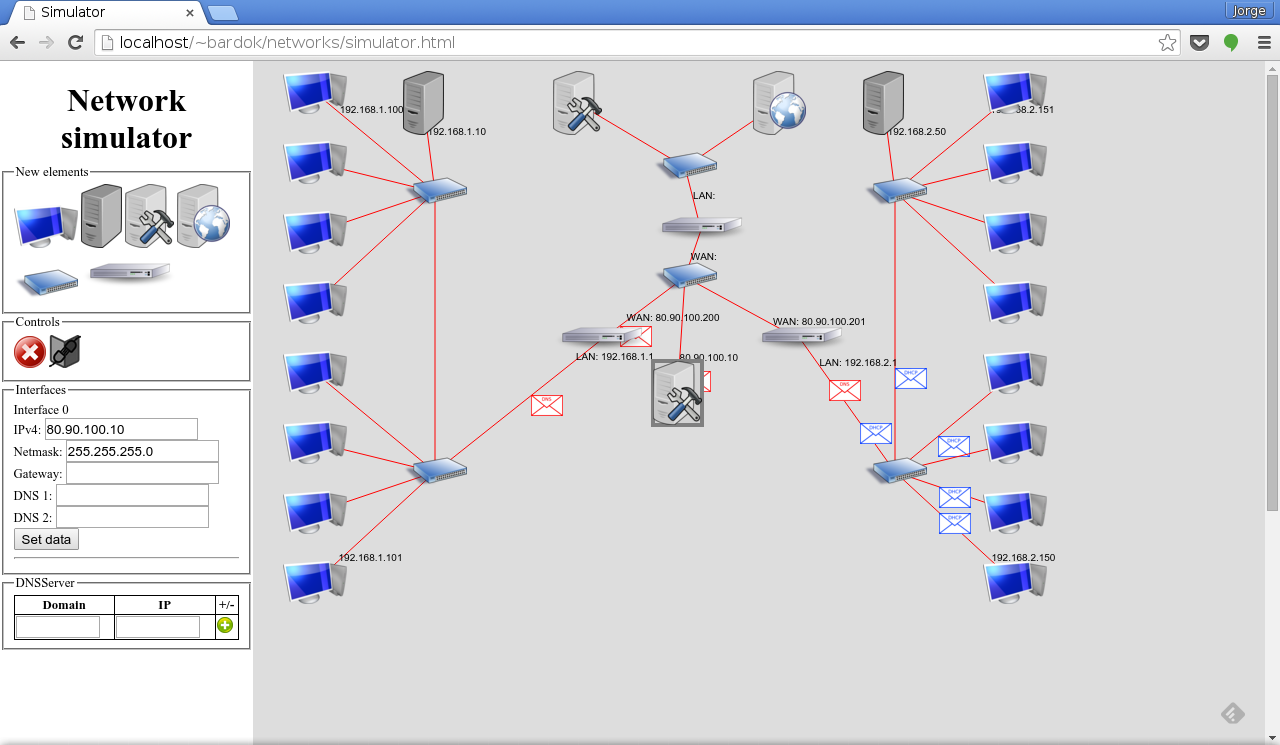 Simulator
Jorge
localhost/~bardok/networks/simulator.html
Network
simulator
New elements
Controls
Interfaces
Interface 0
IPv4: 80.90.100.10
Netmask: 255.255.255.0
Gateway:
DNS 1:
DNS 2:
Set data
DNSServer
Domain IP +/-
192.168.1.100
192.168.1.10
192.168.2.50
LAN:
WAN:
WAN: 80.90.100.200
WAN: 80.90.100.201
LAN: 192.168.1.1
80.90.100.10
LAN: 192.168.2.1
DHCP
DNS
DNS
DHCP
DHCP
DHCP
DHCP
192.168.1.101
192.168.2.150